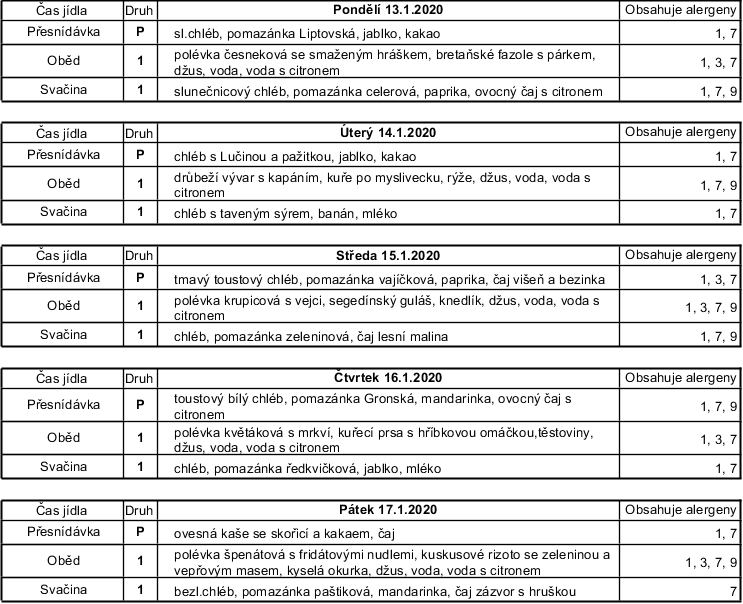 Čas jídla Druh Pondělí 13.1.2020 Obsahuje alergeny
Přesnídávka P sl.chléb, pomazánka Liptovská, jablko, kakao 1, 7
Oběd 1 polévka česneková se smaženým hráškem, bretaňské fazole s párkem, 1, 3, 7
džus, voda, voda s citronem
Svačina 1 slunečnicový chléb, pomazánka celerová, paprika, ovocný čaj s citronem 1, 7, 9
Čas jídla Druh Úterý 14.1.2020 Obsahuje alergeny
Přesnídávka P chléb s Lučinou a pažitkou, jablko, kakao 1, 7
Oběd 1 drůbeží vývar s kapáním, kuře po myslivecku, rýže, džus, voda, voda s 1, 7, 9
citronem
Svačina 1 chléb s taveným sýrem, banán, mléko 1, 7
Čas jídla Druh Středa 15.1.2020 Obsahuje alergeny
Přesnídávka P tmavý toustový chléb, pomazánka vajíčková, paprika, čaj višeň a bezinka 1, 3, 7
Oběd 1 polévka krupicová s vejci, segedínský guláš, knedlík, džus, voda, voda s 1, 3, 7, 9
citronem
Svačina 1 chléb, pomazánka zeleninová, čaj lesní malina 1, 7, 9
Čas jídla Druh Čtvrtek 16.1.2020 Obsahuje alergeny
Přesnídávka P toustový bílý chléb, pomazánka Gronská, mandarinka, ovocný čaj s 1, 7, 9
citronem
Oběd 1 polévka květáková s mrkví, kuřecí prsa s hříbkovou omáčkou,těstoviny, 1, 3, 7
džus, voda, voda s citronem
Svačina 1 chléb, pomazánka ředkvičková, jablko, mléko 1, 7
Čas jídla Druh Pátek 17.1.2020 Obsahuje alergeny
Přesnídávka P ovesná kaše se skořicí a kakaem, čaj 1, 7
Oběd 1 polévka špenátová s fridátovými nudlemi, kuskusové rizoto se zeleninou a 1, 3, 7, 9
vepřovým masem, kyselá okurka, džus, voda, voda s citronem
Svačina 1 bezl.chléb, pomazánka paštiková, mandarinka, čaj zázvor s hruškou 7